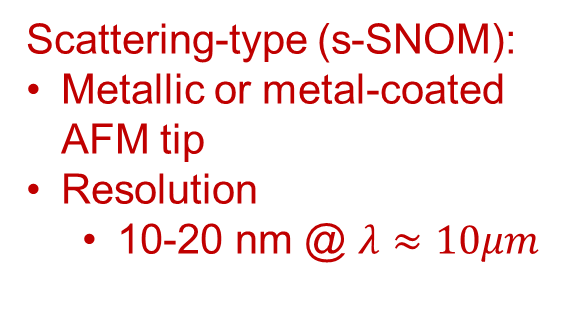 Scattering-type (s-SNOM):
• Metallic or metal-coated
AFM tip
• Resolution
• 10-20 nm @ λ ≈ 10μm